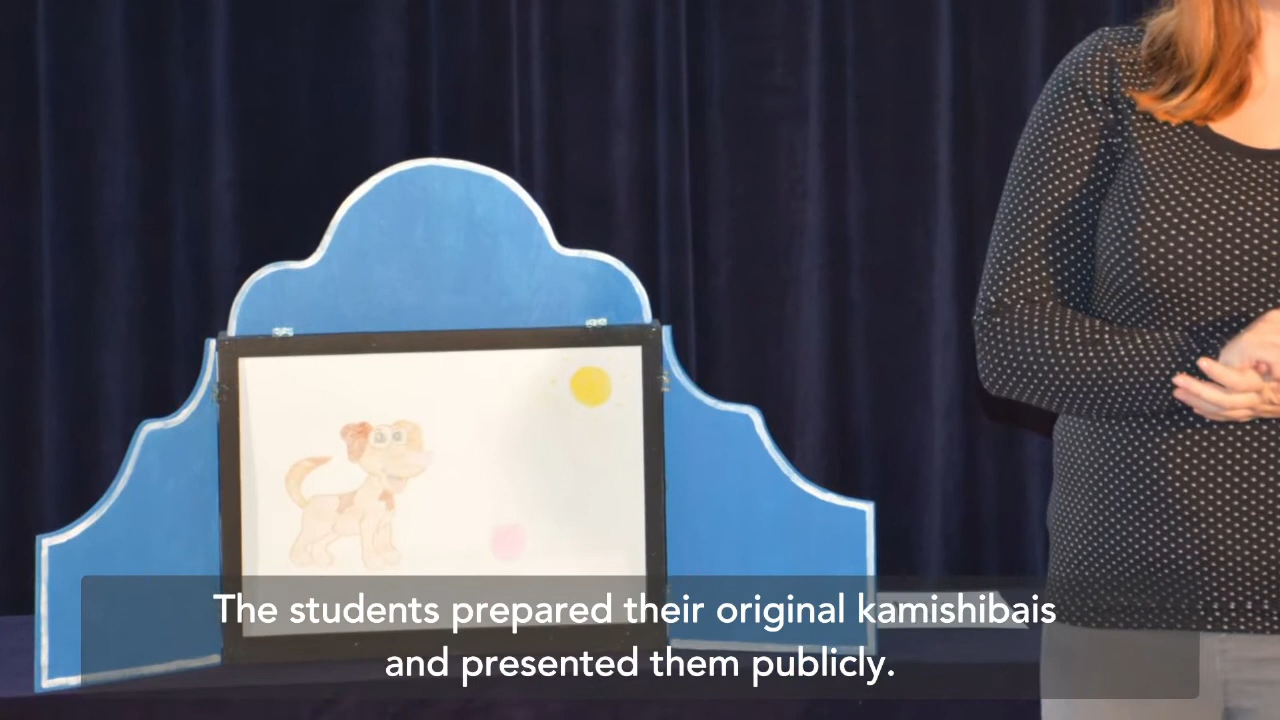 The students prepared their original kamishibais
and presented them publicly.